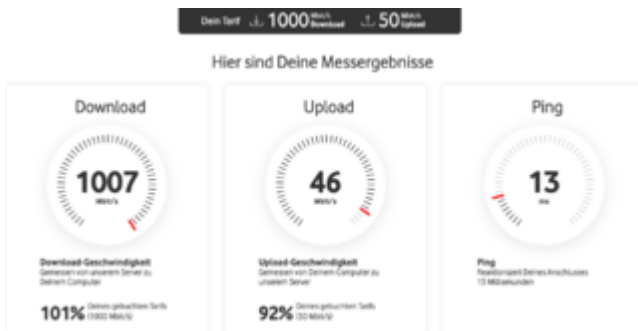 Dein Tarif 1000 Mbit/s Download 50 Mbit/s Upload
Hier sind Deine Messergebnisse
Download
1007
Mbit/s
Download-Geschwindigkeit
Gemessen von unserem Server zu
Deinem Computer
101% Deines gebuchten Tarifs
(1000 Mbit/s)
Upload
46
Mbit/s
Upload-Geschwindigkeit
Gemessen von Deinem Computer zu
unserem Server
92% Deines gebuchten Tarifs
(50 Mbit/s)
Ping
13
ms
Ping
Reaktionszeit Deines Anschlusses
13 Millisekunden